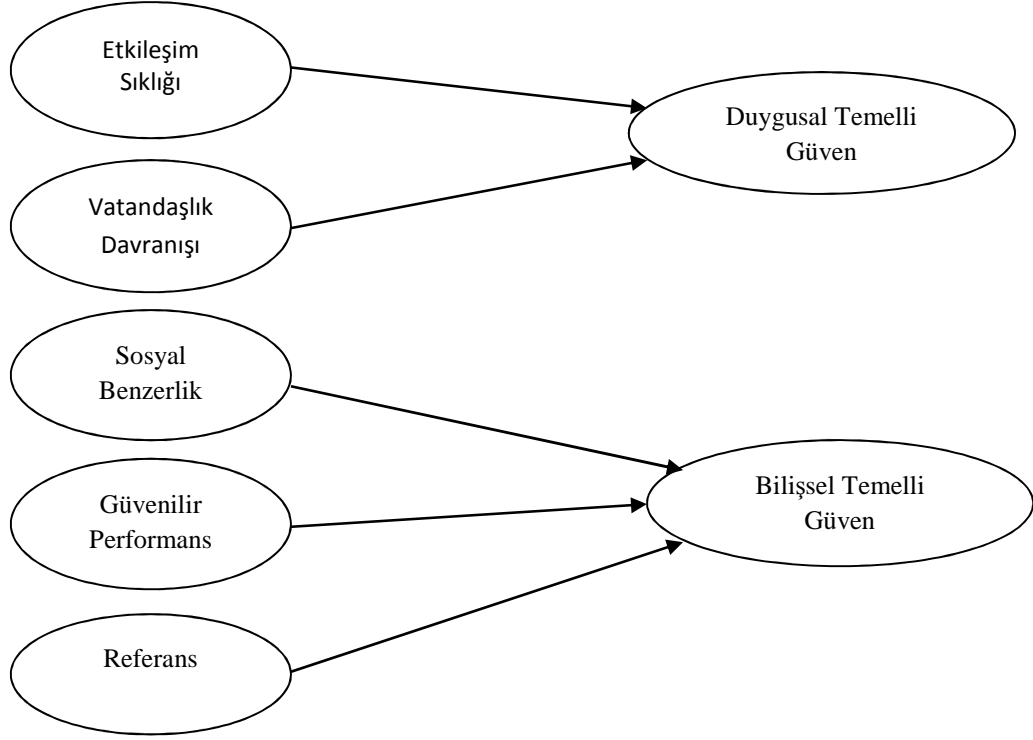 Etkileşim
Sıklığı
Duygusal Temelli
Güven
Vatandaşlık
Davranışı
Sosyal
Benzerlik
Güvenilir
Performans
Bilişsel Temelli
Güven
Referans